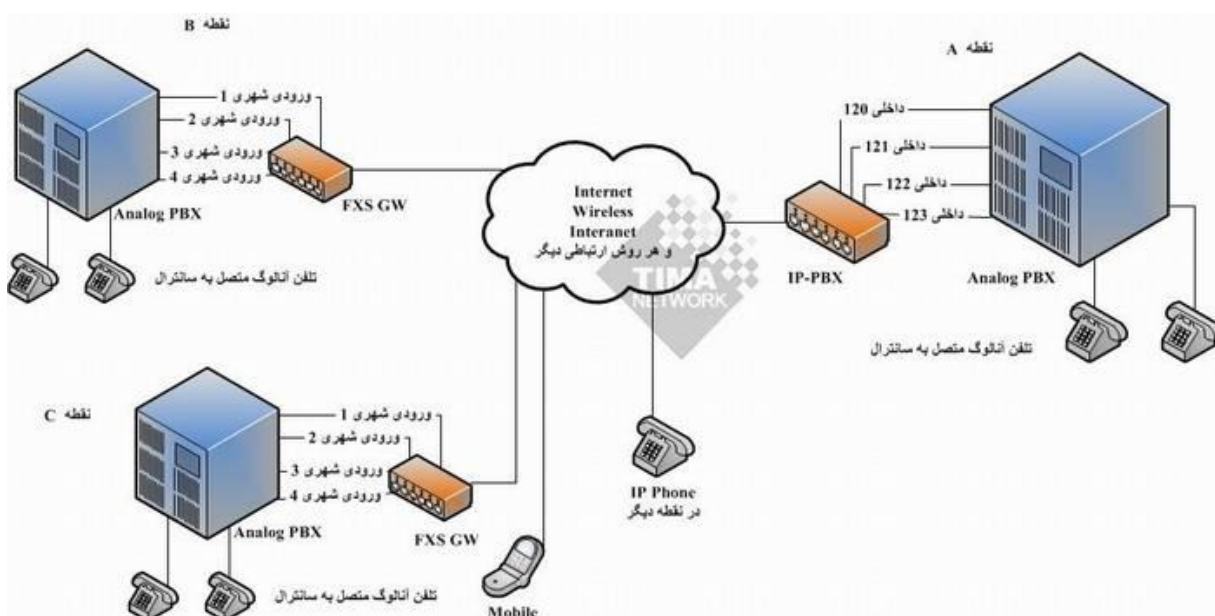 نقطه B
ورودی شهری 1
ورودی شهری 2
ورودی شهری 3
ورودی شهری 4
Analog PBX
FXS GW
تلفن آنالوگ متصل به سانترال
Internet
Wireless
Interanet
و هر روش ارتباطی دیگر
TIMA
NETWORK
نقطه A
داخلی 120
داخلی 121
داخلی 122
داخلی 123
IP-PBX
Analog PBX
تلفن آنالوگ متصل به سانترال
نقطه C
ورودی شهری 1
ورودی شهری 2
ورودی شهری 3
ورودی شهری 4
Analog PBX
FXS GW
تلفن آنالوگ متصل به سانترال
Mobile
IP Phone
در نقطه دیگر